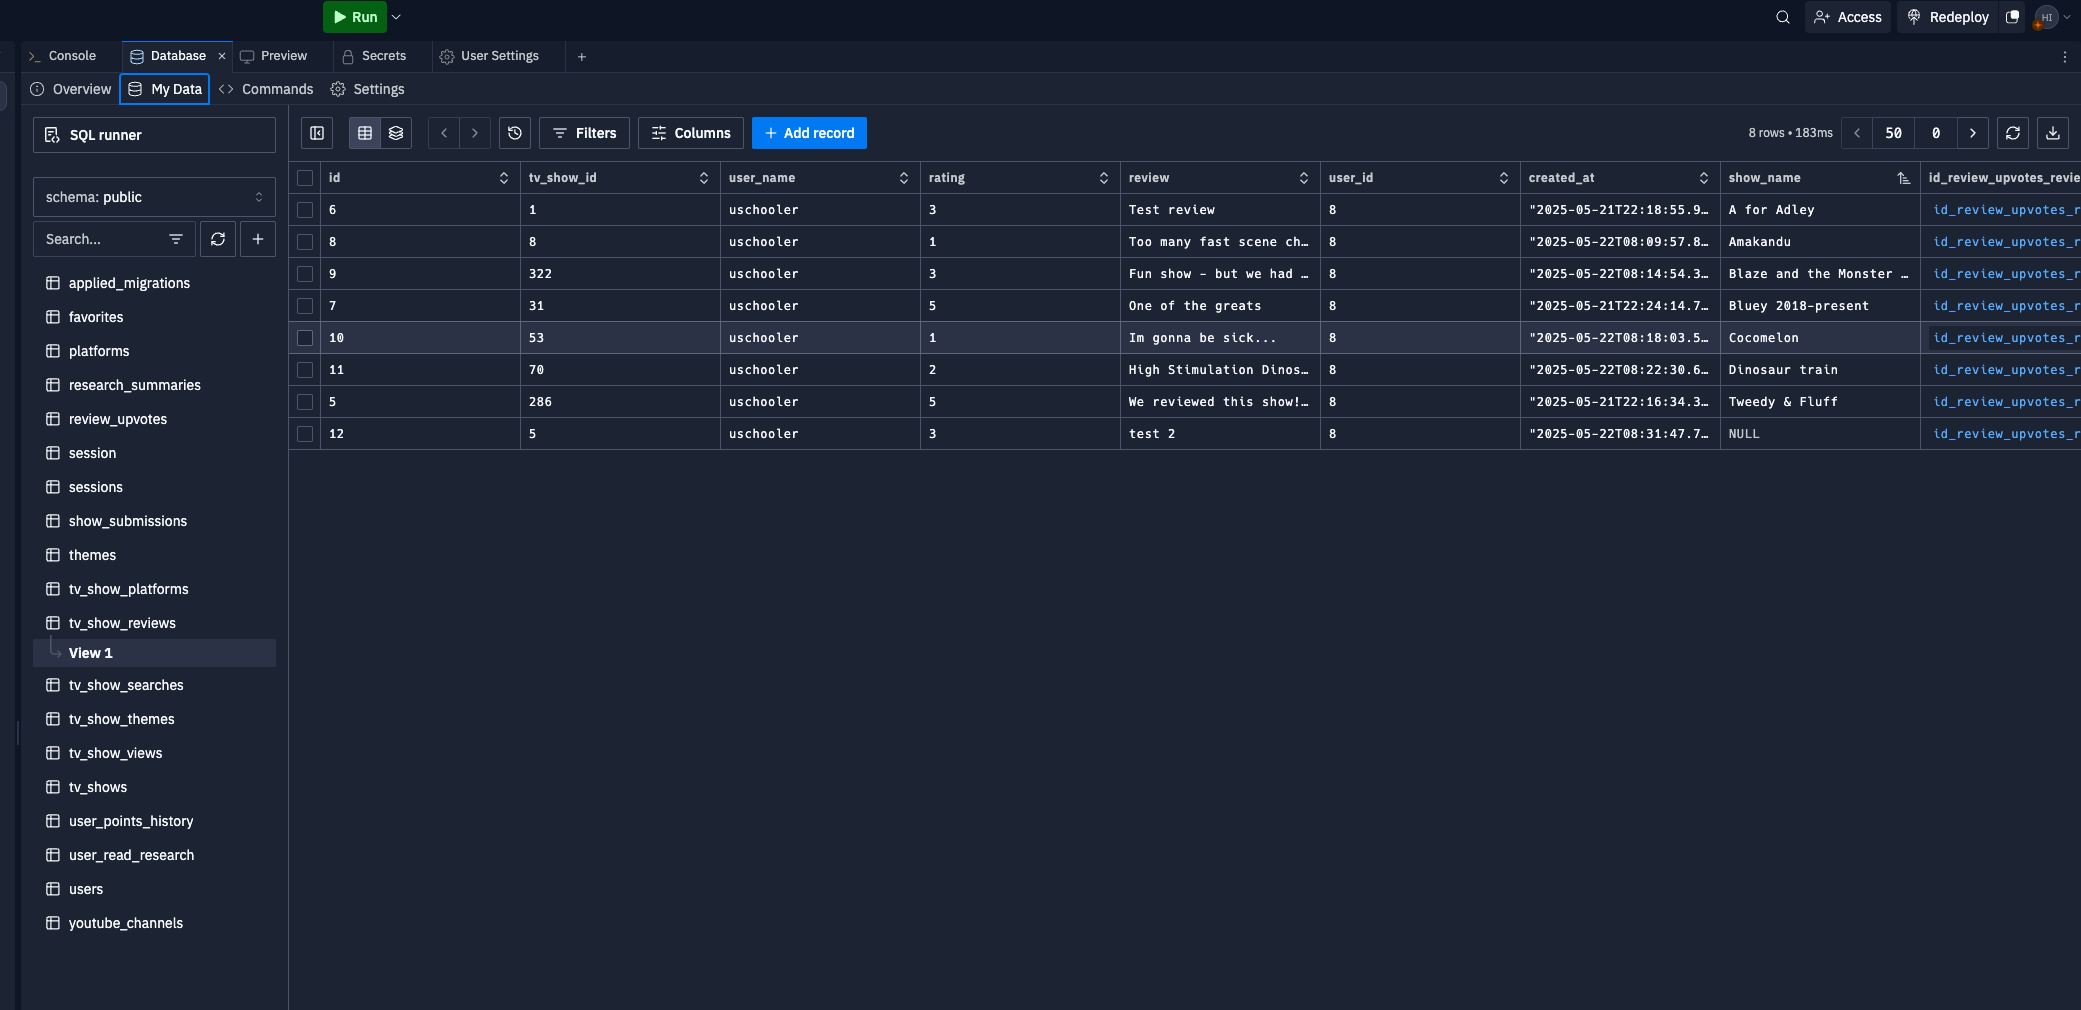 Run
Access
Redeploy
HI
Console
Database
Preview
Secrets
User Settings
Overview
My Data
Commands
Settings
SQL runner
Filters
Columns
Add record
8 rows • 183ms
50
0
schema: public
Search...
applied_migrations
favorites
platforms
research_summaries
review_upvotes
session
sessions
show_submissions
themes
tv_show_platforms
tv_show_reviews
View 1
tv_show_searches
tv_show_themes
tv_show_views
tv_shows
user_points_history
user_read_research
users
youtube_channels
id tv_show_id user_name rating review user_id created_at show_name id_review_upvotes_revie
6 1 uschooler 3 Test review 8 "2025-05-21T22:18:55.9… A for Adley id_review_upvotes_r
8 8 uschooler 1 Too many fast scene ch… 8 "2025-05-22T08:09:57.8… Amakandu id_review_upvotes_r
9 322 uschooler 3 Fun show - but we had … 8 "2025-05-22T08:14:54.3… Blaze and the Monster … id_review_upvotes_r
7 31 uschooler 5 One of the greats 8 "2025-05-21T22:24:14.7… Bluey 2018-present id_review_upvotes_r
10 53 uschooler 1 Im gonna be sick... 8 "2025-05-22T08:18:03.5… Cocomelon id_review_upvotes_r
11 70 uschooler 2 High Stimulation Dinos… 8 "2025-05-22T08:22:30.6… Dinosaur train id_review_upvotes_r
5 286 uschooler 5 We reviewed this show!… 8 "2025-05-21T22:16:34.3… Tweedy & Fluff id_review_upvotes_r
12 5 uschooler 3 test 2 8 "2025-05-22T08:31:47.7… NULL id_review_upvotes_r